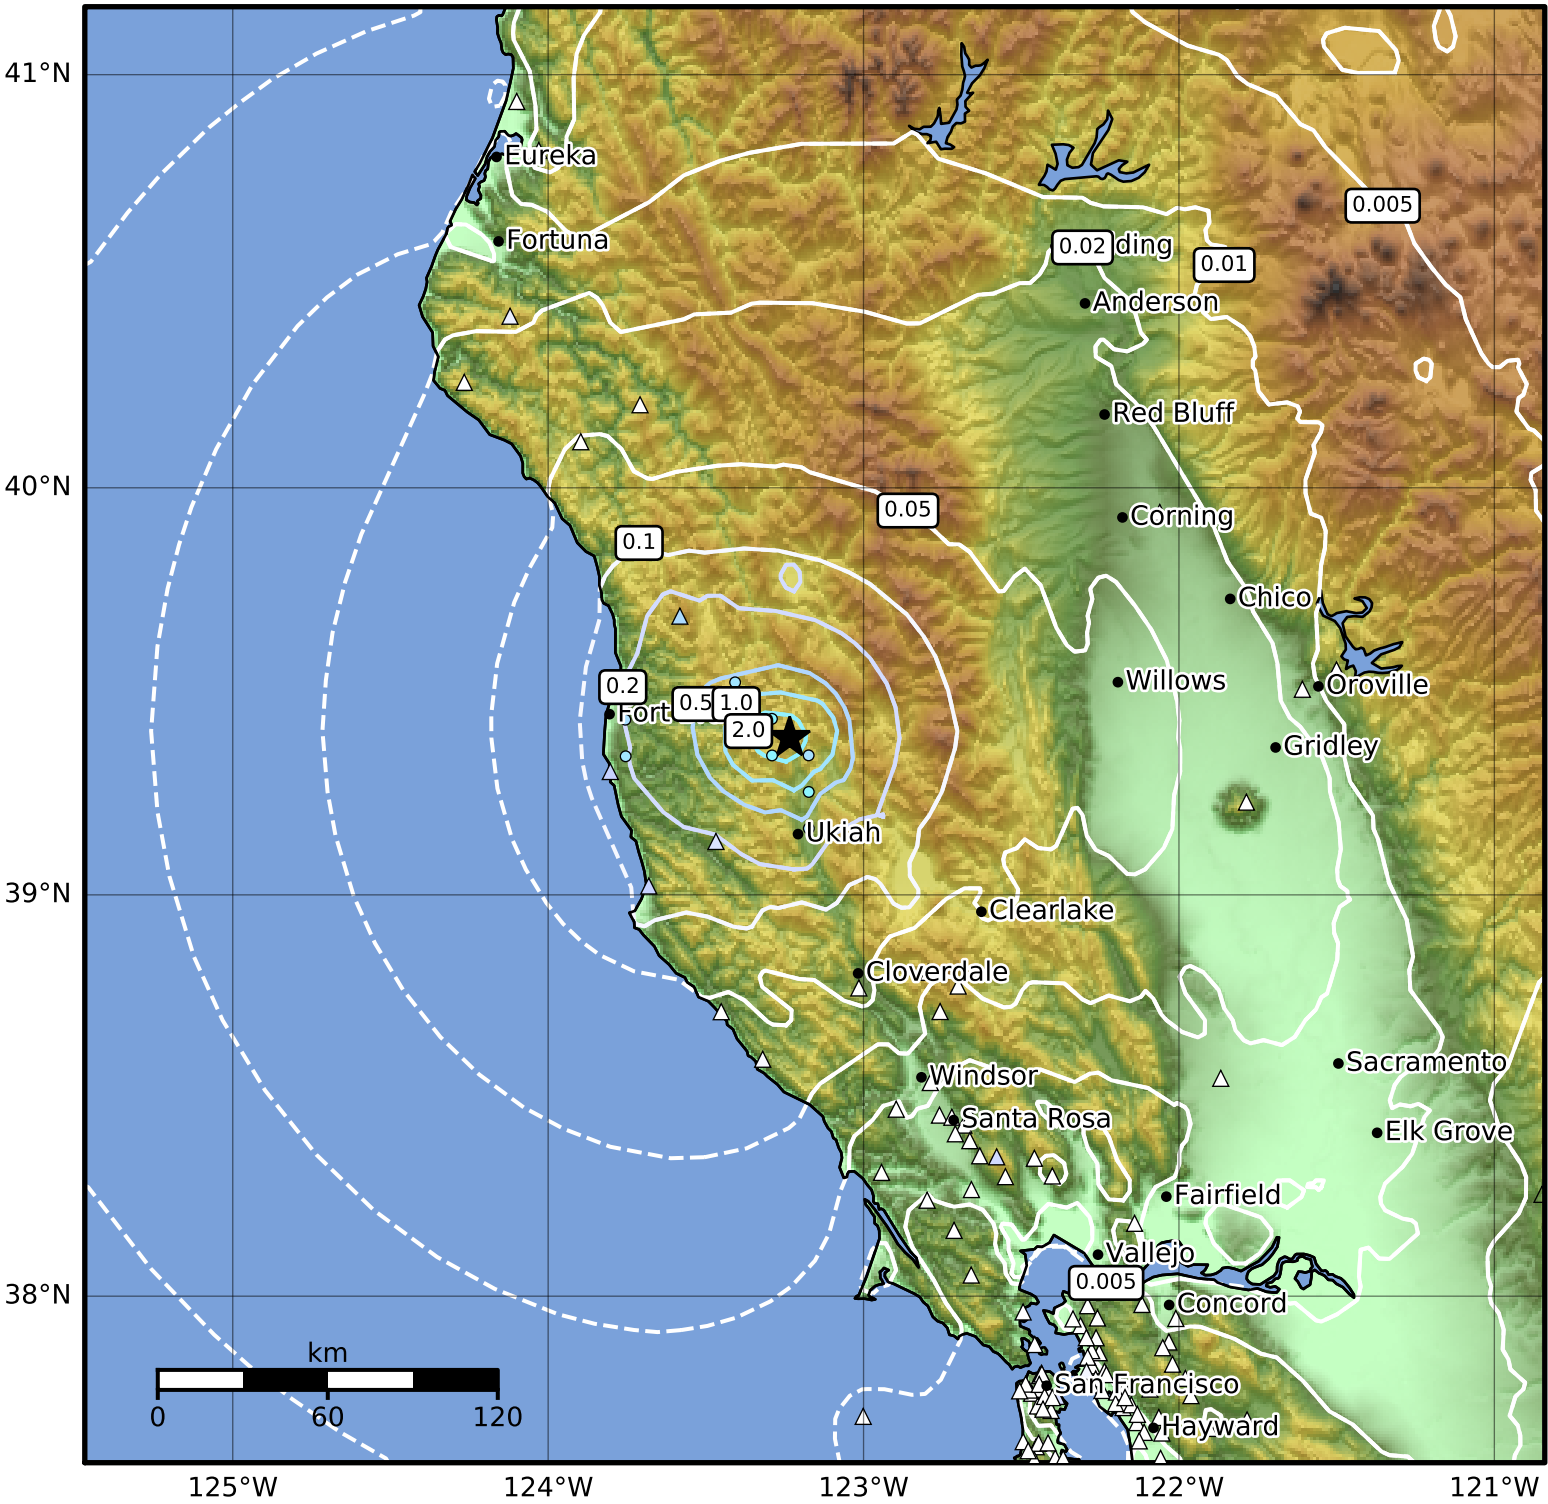 41°N
Eureka
0.005
Fortuna
0.02
ding
0.01
Anderson
Red Bluff
40°N
0.05
Corning
0.1
Chico
0.2
Willows
Oroville
0.5
1.0
Fort
2.0
Gridley
Ukiah
39°N
Clearlake
Cloverdale
Sacramento
Windsor
Santa Rosa
Elk Grove
Fairfield
Vallejo
0.005
38°N
Concord
km
San Francisco
0
60
120
Hayward
125°W
124°W
123°W
122°W
121°W